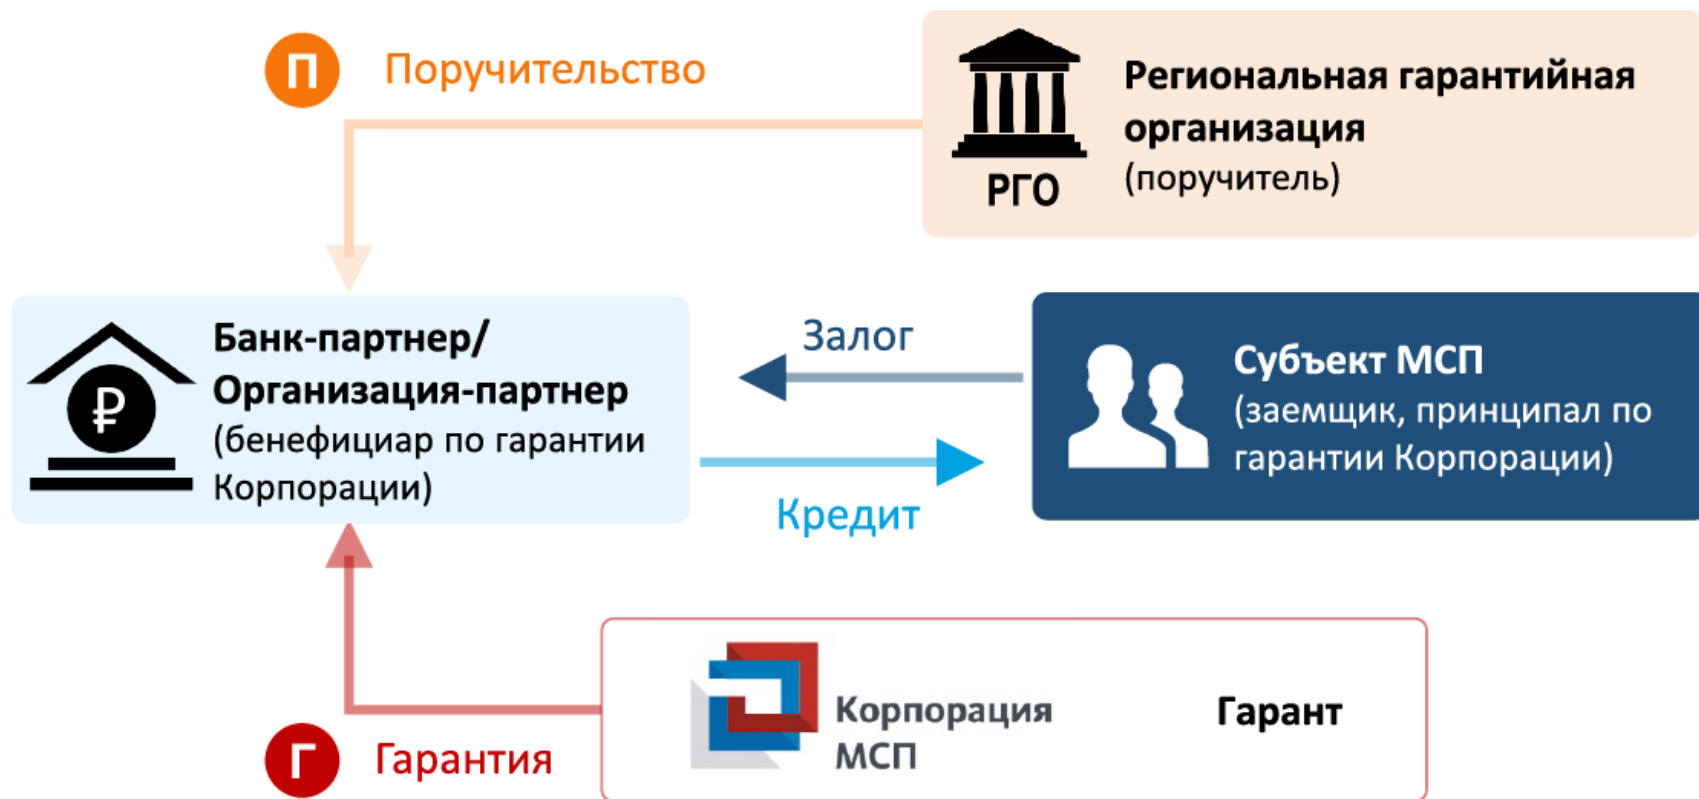 П
Поручительство
РГО
Региональная гарантийная
организация
(поручитель)
₽
Банк-партнер/
Организация-партнер
(бенефициар по гарантии
Корпорации)
Залог
Кредит
Субъект МСП
(заемщик, принципал по
гарантии Корпорации)
Г
Гарантия
Корпорация
МСП
Гарант